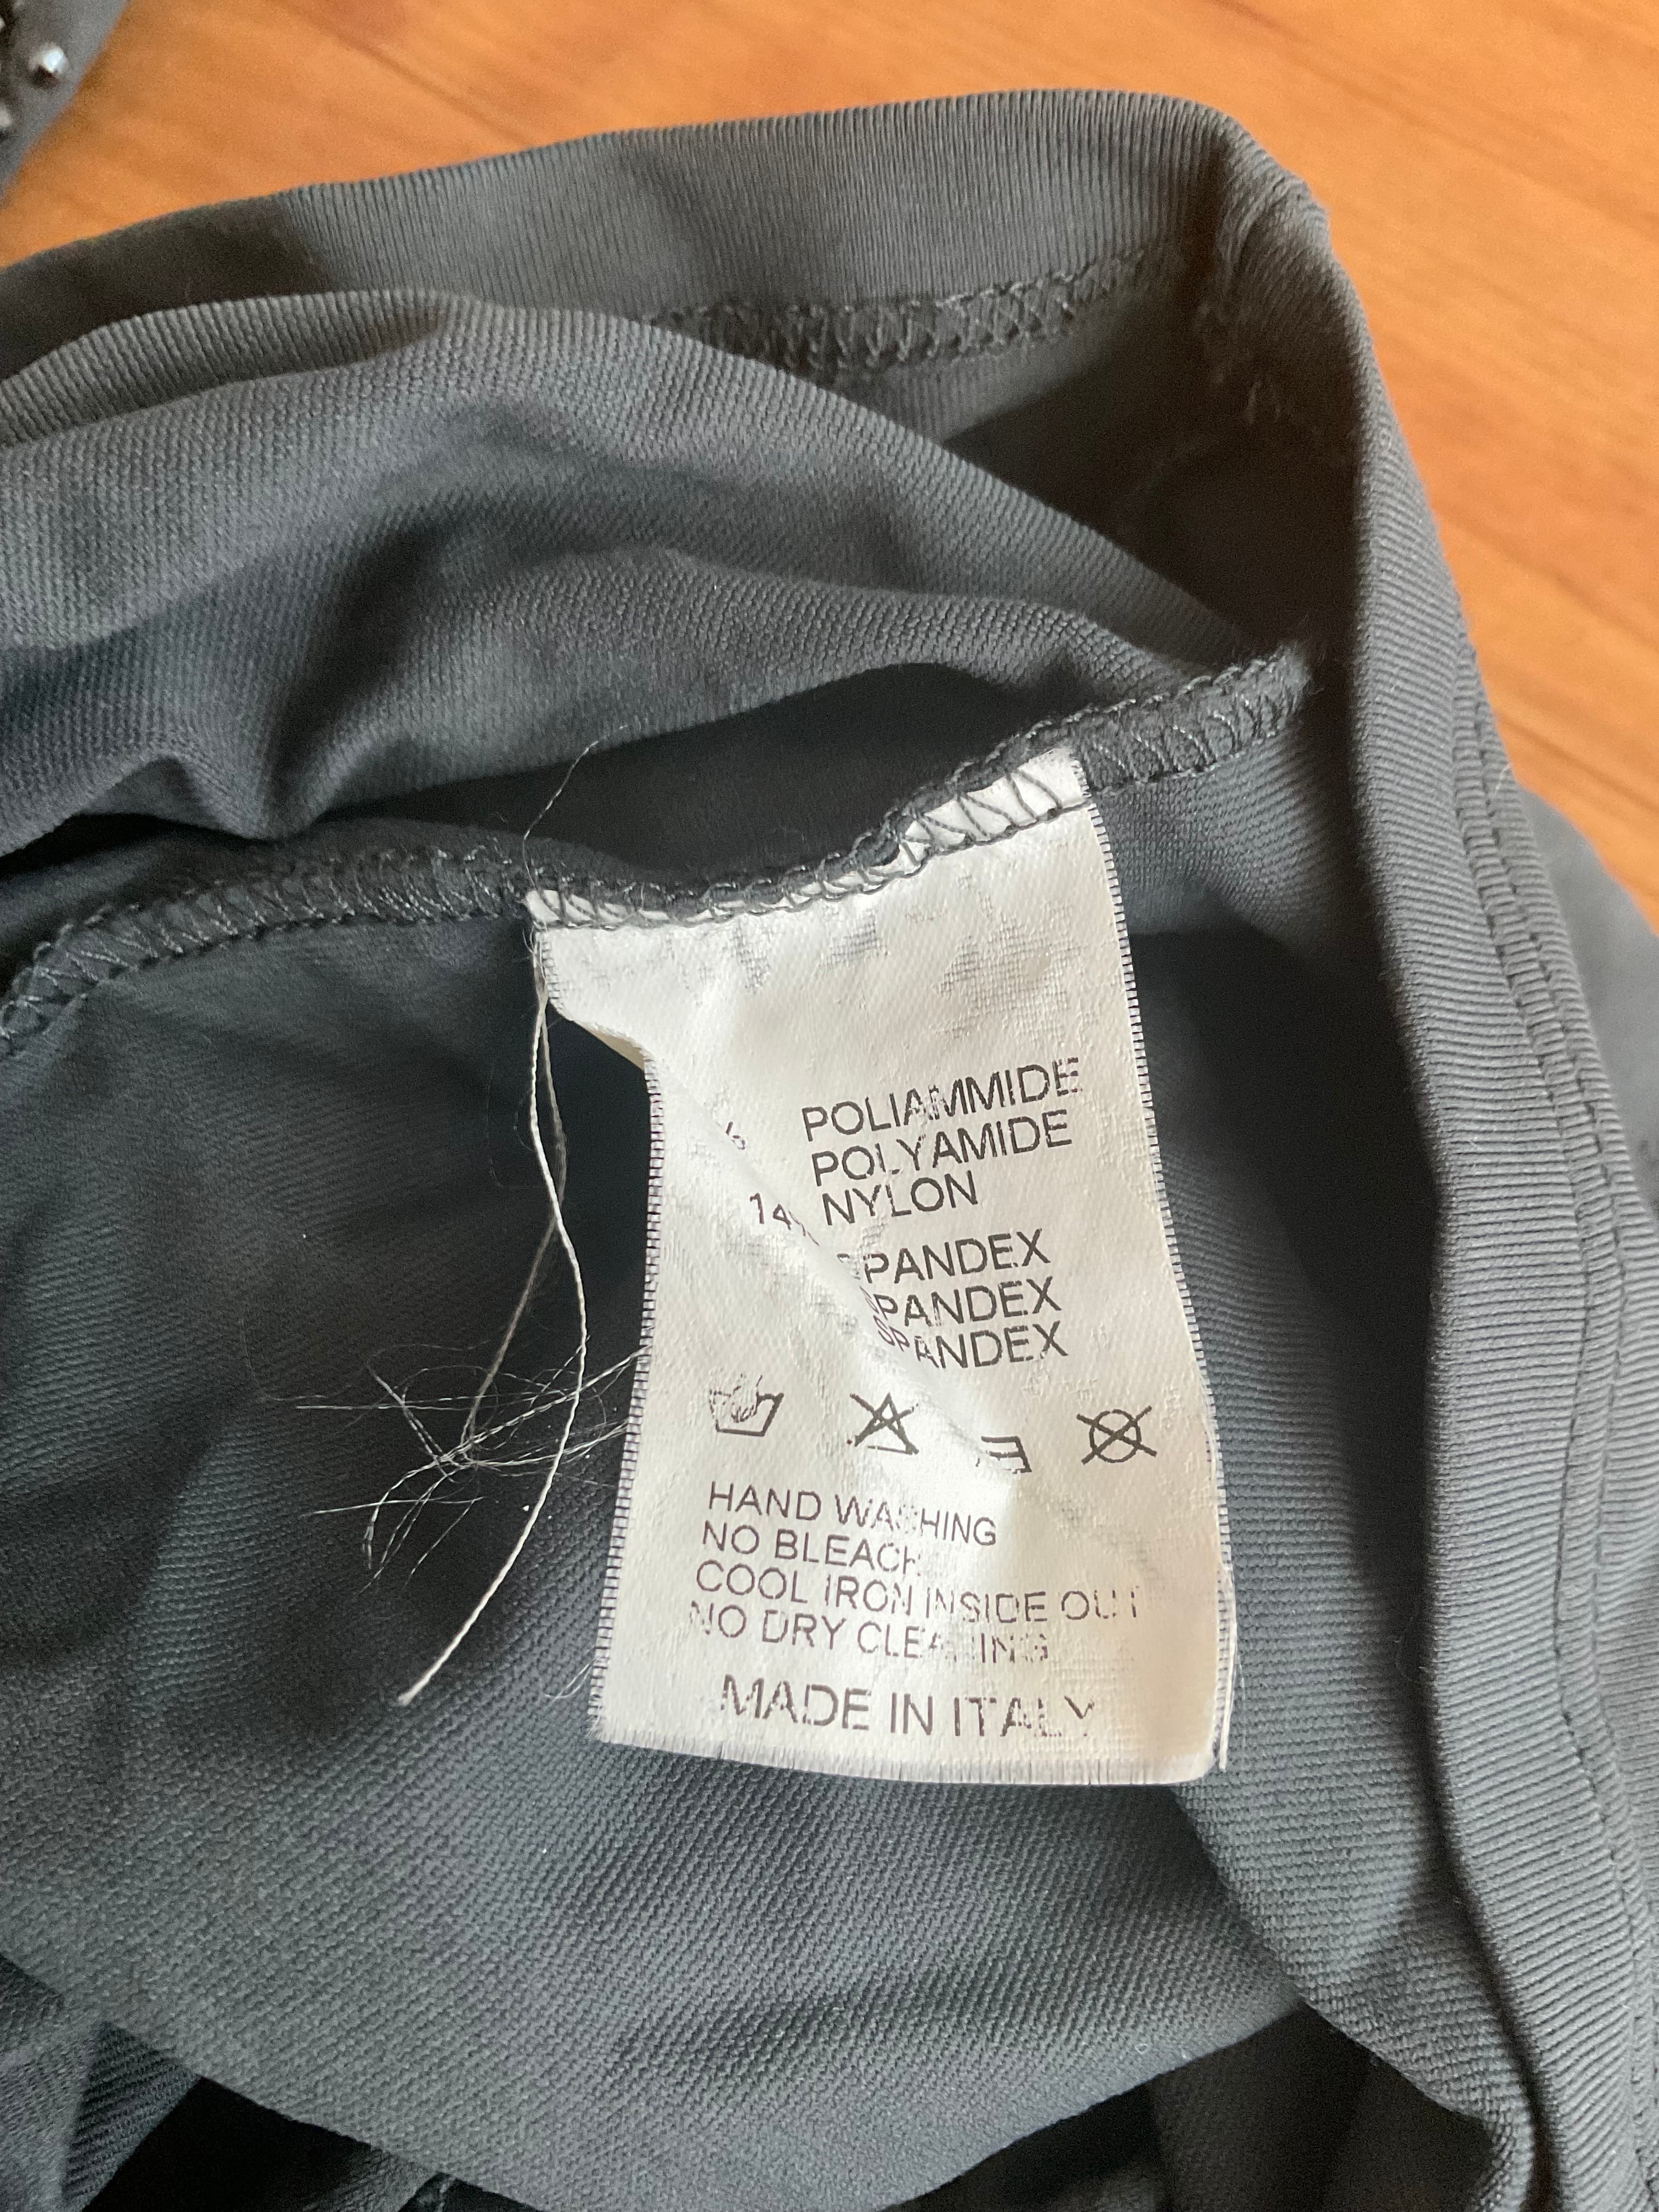 POLIAMMIDE
% POLYAMIDE
NYLON
14%
SPANDEX
SPANDEX
SPANDEX
HAND WASHING
NO BLEACH
COOL IRON INSIDE OUT
NO DRY CLEANING
MADE IN ITALY